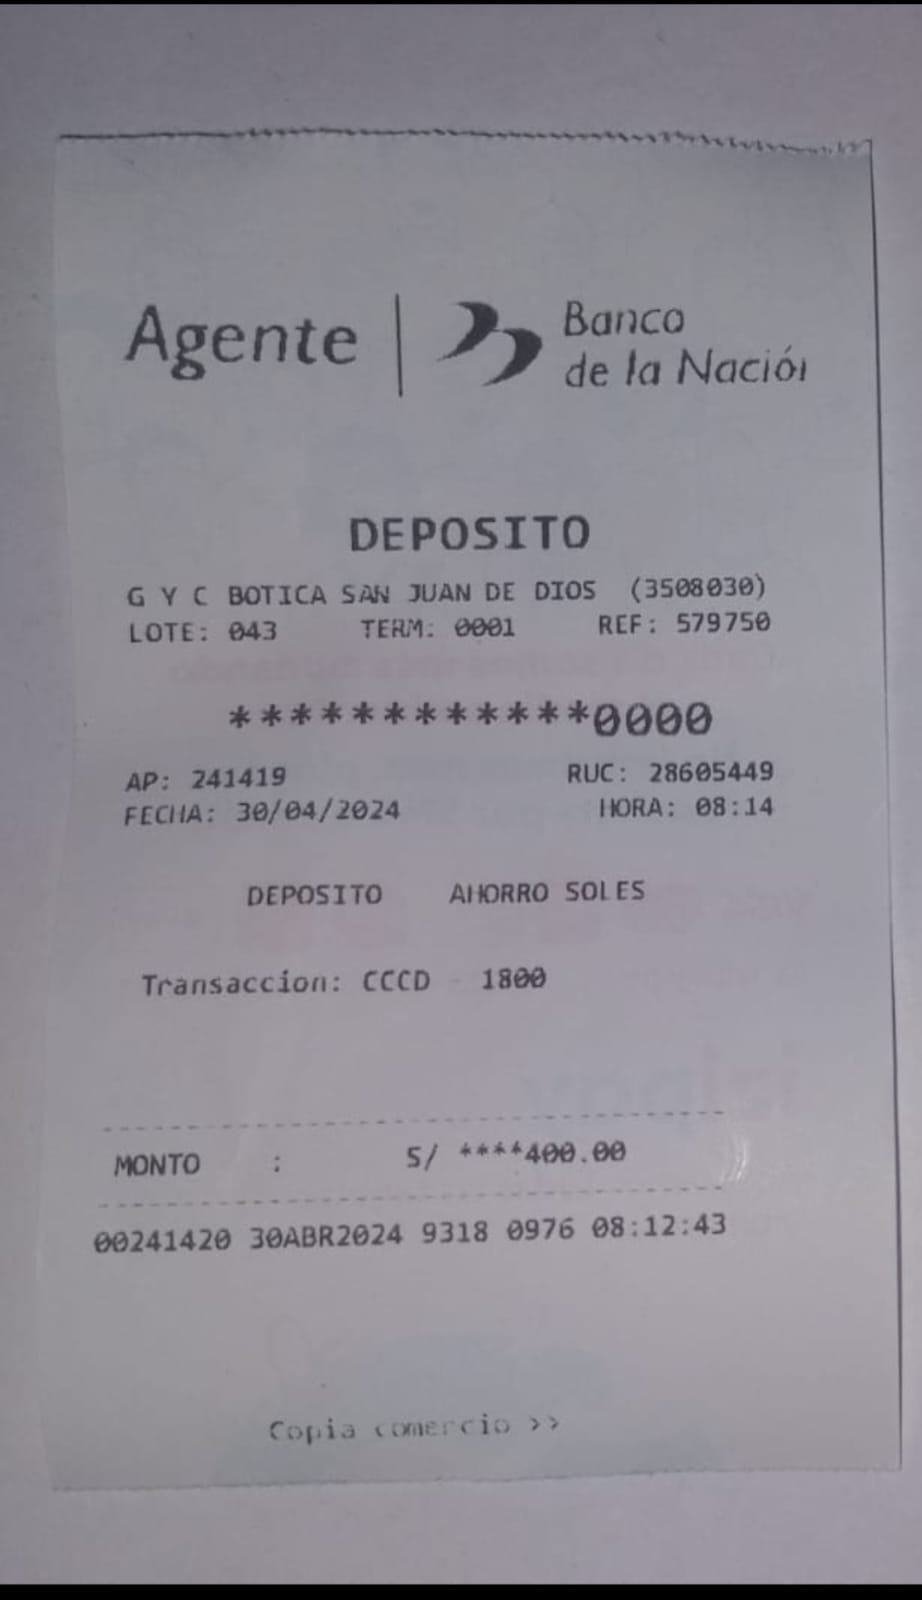 Agente | Banco
de la Nación
DEPOSITO
G Y C BOTICA SAN JUAN DE DIOS (3508030)
LOTE: 043 TERM: 0001 REF: 579750
************0000
AP: 241419 RUC: 28605449
FECHA: 30/04/2024 HORA: 08:14
DEPOSITO AHORRO SOLES
Transaccion: CCCD - 1800
MONTO : S/ ****400.00
00241420 30ABR2024 9318 0976 08:12:43
Copia comercio >>